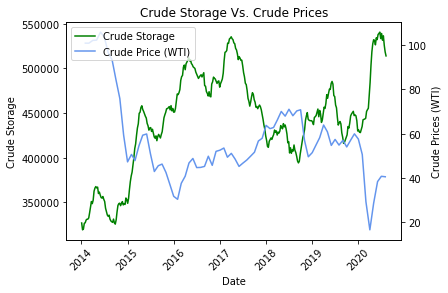 Crude Storage Vs. Crude Prices
Crude Storage
Crude Price (WTI)
550000
500000
450000
400000
350000
Crude Storage
100
80
60
40
20
Crude Prices (WTI)
2014
2015
2016
2017
2018
2019
2020
Date